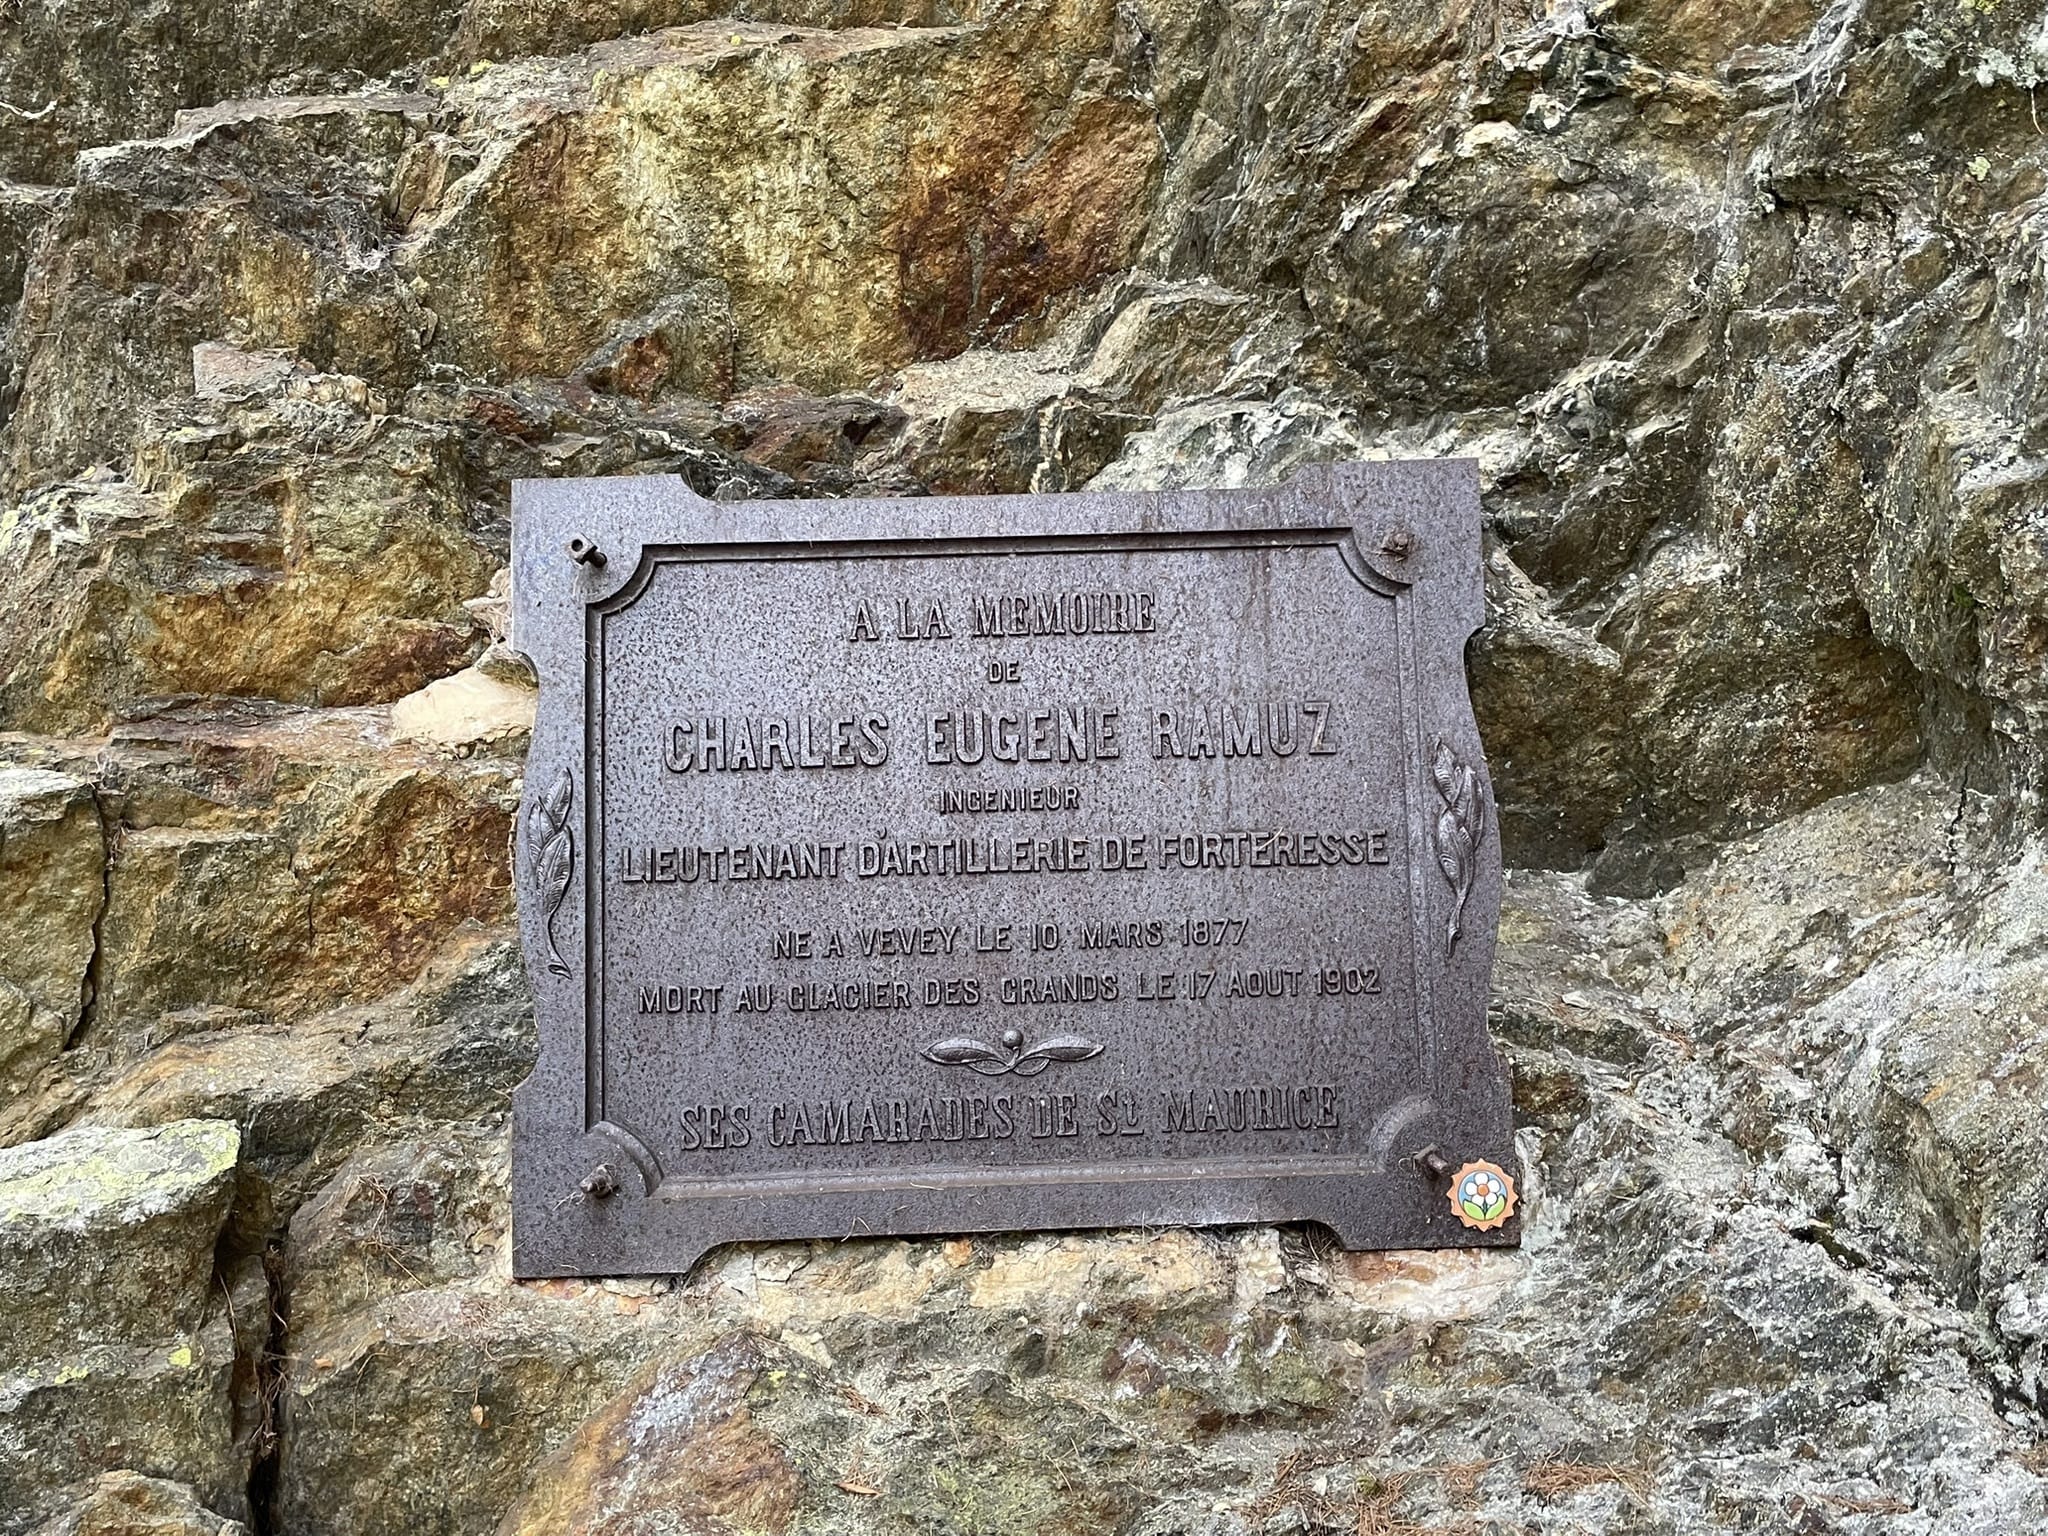 A LA MEMOIRE
DE
CHARLES EUGENE RAMUZ
INGENIEUR
LIEUTENANT D'ARTILLERIE DE FORTERESSE
NE A VEVEY LE 10 MARS 1877
MORT AU GLACIER DES GRANDS LE 17 AOUT 1902
SES CAMARADES DE St MAURICE